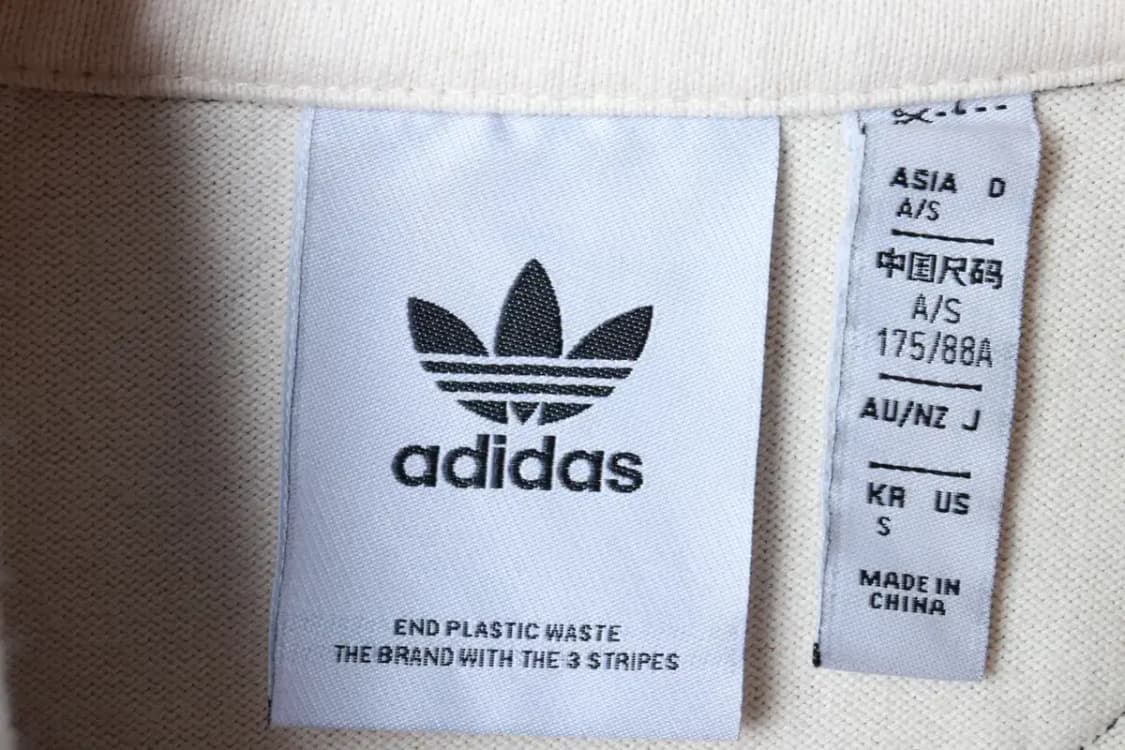 adidas
END PLASTIC WASTE
THE BRAND WITH THE 3 STRIPES
ASIA D
A/S
中国尺码
A/S
175/88A
AU/NZ J
KR US
S
MADE IN
CHINA